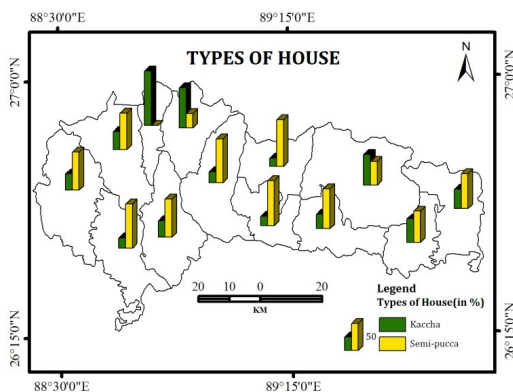 88°30'0"E
89°15'0"E
TYPES OF HOUSE
N
27°0'0"N
27°0'0"N
20 10 0 20
KM
Legend
Types of House(in %)
50
Kaccha
Semi-pucca
26°15'0"N
26°15'0"N
88°30'0"E
89°15'0"E